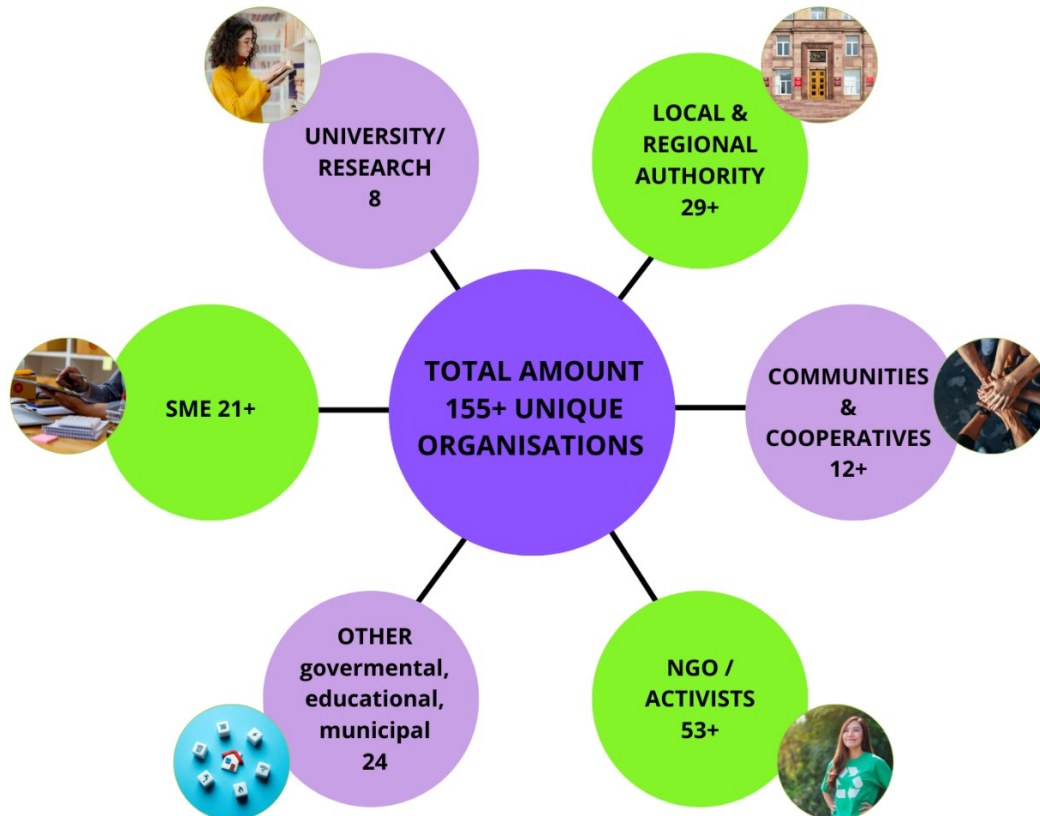 UNIVERSITY/
RESEARCH
8
LOCAL &
REGIONAL
AUTHORITY
29+
SME 21+
TOTAL AMOUNT
155+ UNIQUE
ORGANISATIONS
COMMUNITIES
&
COOPERATIVES
12+
OTHER
govermental,
educational,
municipal
24
NGO /
ACTIVISTS
53+